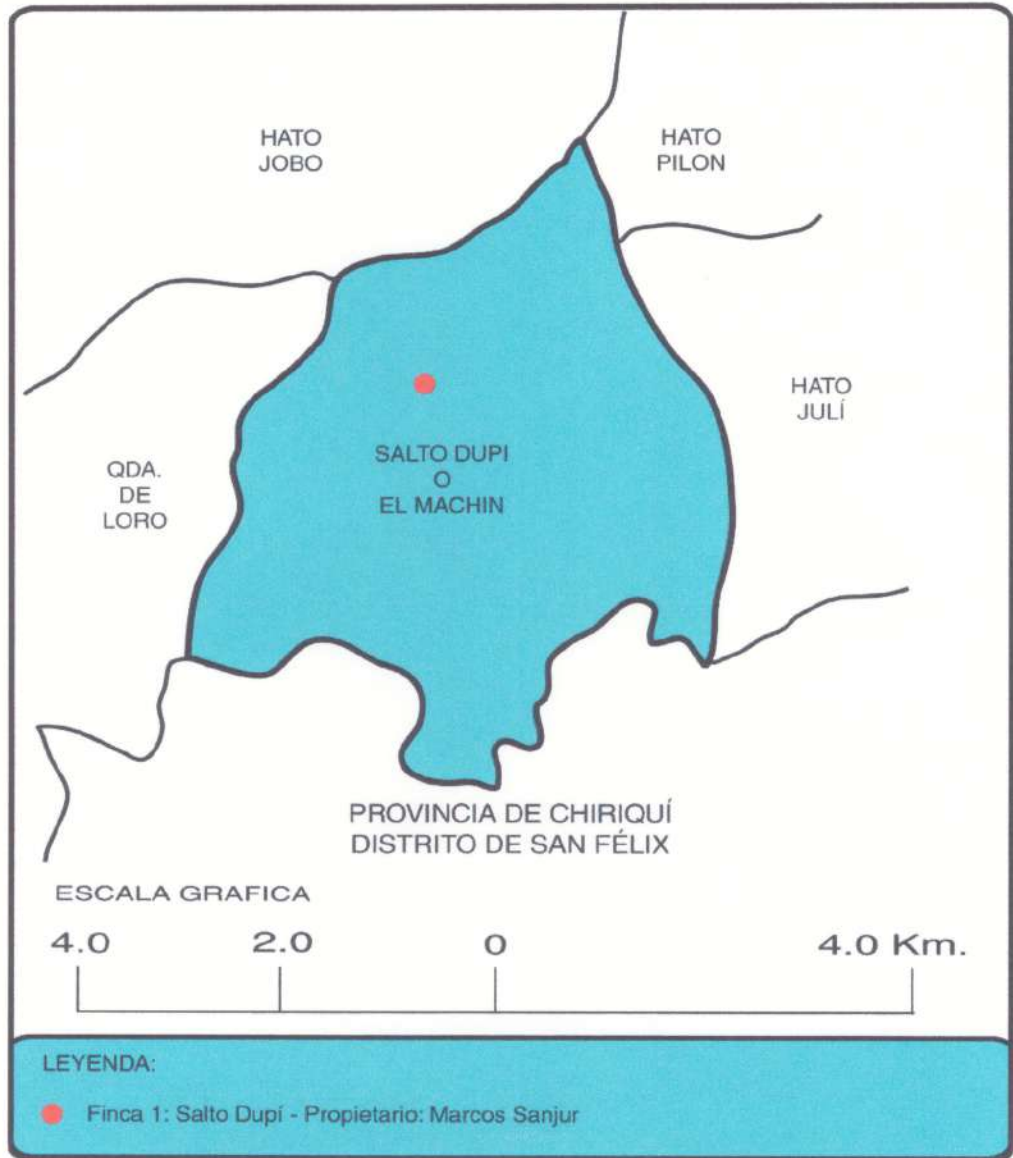 HATO
JOBO
HATO
PILON
HATO
JULÍ
SALTO DUPI
O
EL MACHIN
QDA.
DE
LORO
PROVINCIA DE CHIRIQUÍ
DISTRITO DE SAN FÉLIX
ESCALA GRAFICA
4.0 2.0 0 4.0 Km.
LEYENDA:
Finca 1: Salto Dupí - Propietario: Marcos Sanjur